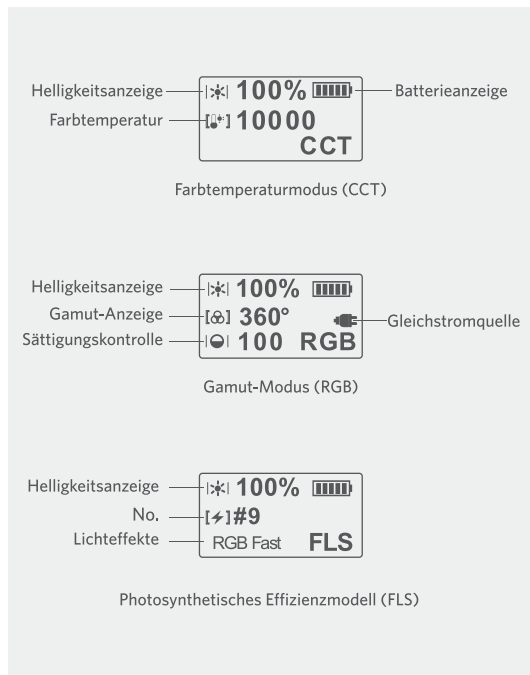 Helligkeitsanzeige 100% Batterieanzeige
Farbtemperatur 10000
CCT
Farbtemperaturmodus (CCT)
Helligkeitsanzeige 100%
Gamut-Anzeige 360° Gleichstromquelle
Sättigungskontrolle 100 RGB
Gamut-Modus (RGB)
Helligkeitsanzeige 100%
No. #9
Lichteffekte RGB Fast FLS
Photosynthetisches Effizienzmodell (FLS)